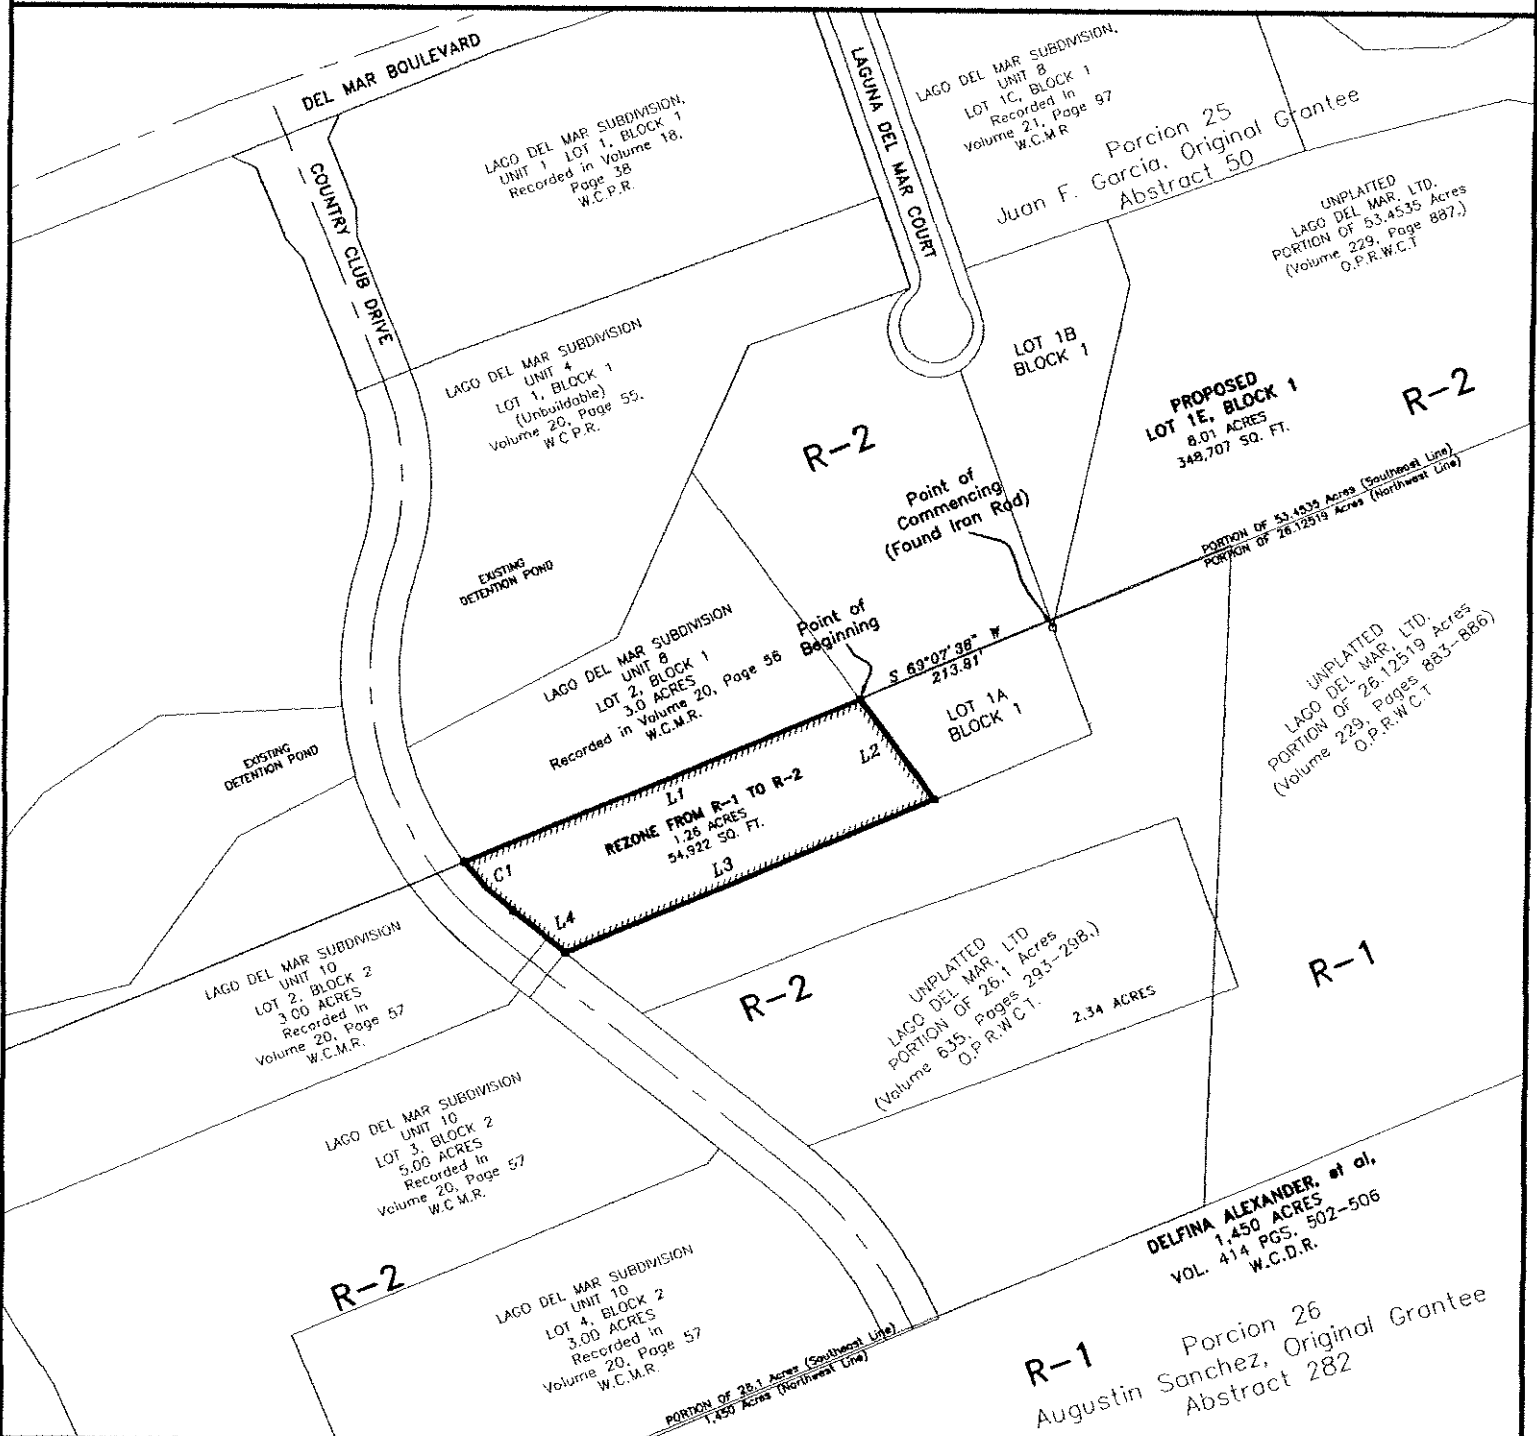 DEL MAR BOULEVARD
COUNTRY CLUB DRIVE
LAGUNA DEL MAR COURT
LAGO DEL MAR SUBDIVISION,
UNIT 1 LOT 1, BLOCK 1
Recorded in Volume 18,
Page 38
W.C.P.R.
LAGO DEL MAR SUBDIVISION,
UNIT 8
LOT 1C, BLOCK 1
Recorded in
Volume 21, Page 97
W.C.M.R
Porcion 25
Juan F. Garcia, Original Grantee
Abstract 50
UNPLATTED
LAGO DEL MAR, LTD.
PORTION OF 53.4535 Acres
(Volume 229, Page 887,)
O.P.R.W.C.T
LAGO DEL MAR SUBDIVISION
UNIT 4
LOT 1, BLOCK 1
(Unbuildable)
Volume 20, Page 55,
W.C.P.R.
LOT 1B
BLOCK 1
PROPOSED
LOT 1E, BLOCK 1
8.01 ACRES
348,707 SQ. FT.
R-2
R-2
Point of
Commencing
(Found Iron Rod)
PORTION OF 53.4535 Acres (Southeast Line)
PORTION OF 26.12519 Acres (Northwest Line)
EXISTING
DETENTION POND
LAGO DEL MAR SUBDIVISION
UNIT 8
LOT 2, BLOCK 1
3.0 ACRES
Recorded in Volume 20, Page 56
W.C.M.R.
Point of
Beginning
S 69°07'38" W
213.81'
LOT 1A
BLOCK 1
UNPLATTED
LAGO DEL MAR, LTD.
PORTION OF 26.12519 Acres
(Volume 229, Pages 883-886)
O.P.R.W.C.T
EXISTING
DETENTION POND
L1
L2
REZONE FROM R-1 TO R-2
1.26 ACRES
54,922 SQ. FT.
L3
C1
L4
LAGO DEL MAR SUBDIVISION
UNIT 10
LOT 2, BLOCK 2
3.00 ACRES
Recorded In
Volume 20, Page 57
W.C.M.R.
R-2
UNPLATTED
LAGO DEL MAR, LTD
PORTION OF 26.1 Acres
(Volume 635, Pages 293-298,)
O.P.R.W.C.T.
2.34 ACRES
R-1
LAGO DEL MAR SUBDIVISION
UNIT 10
LOT 3, BLOCK 2
5.00 ACRES
Recorded In
Volume 20, Page 57
W.C.M.R.
R-2
DELFINA ALEXANDER, et al,
1,450 ACRES
VOL. 414 PGS. 502-506
W.C.D.R.
LAGO DEL MAR SUBDIVISION
UNIT 10
LOT 4, BLOCK 2
3.00 ACRES
Recorded In
Volume 20, Page 57
W.C.M.R.
PORTION OF 26.1 Acres (Southeast Line)
1,450 Acres (Northwest Line)
R-1
Porcion 26
Augustin Sanchez, Original Grantee
Abstract 282